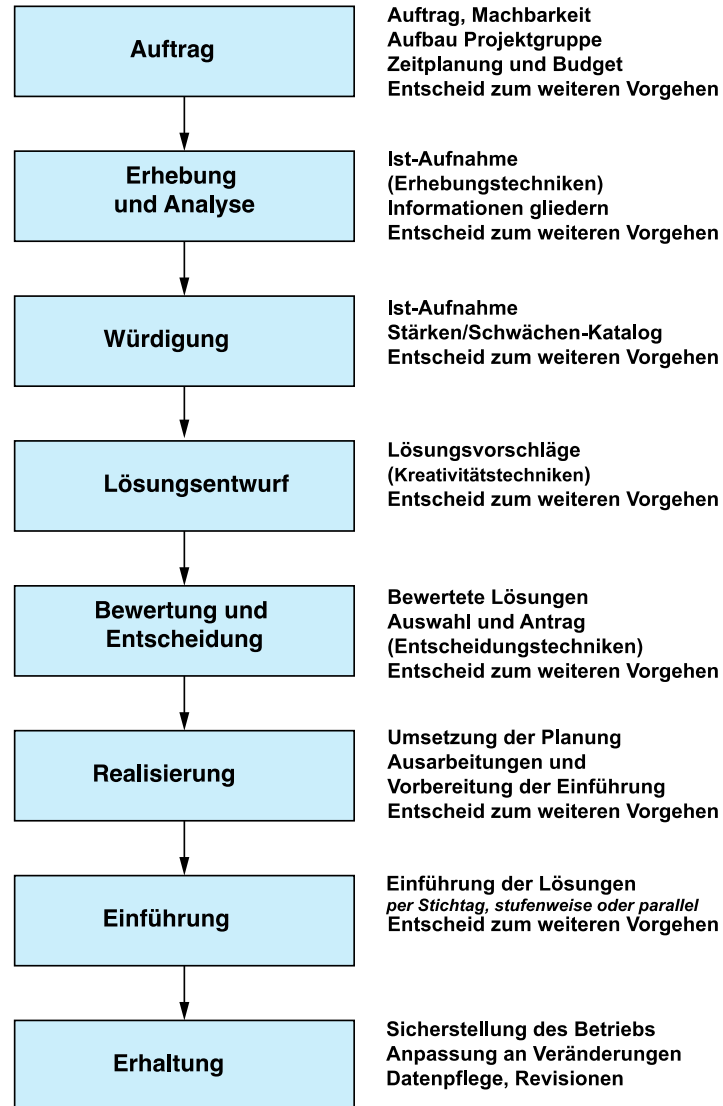 Auftrag
Auftrag, Machbarkeit
Aufbau Projektgruppe
Zeitplanung und Budget
Entscheid zum weiteren Vorgehen
Erhebung
und Analyse
Ist-Aufnahme
(Erhebungstechniken)
Informationen gliedern
Entscheid zum weiteren Vorgehen
Würdigung
Ist-Aufnahme
Stärken/Schwächen-Katalog
Entscheid zum weiteren Vorgehen
Lösungsentwurf
Lösungsvorschläge
(Kreativitätstechniken)
Entscheid zum weiteren Vorgehen
Bewertung und
Entscheidung
Bewertete Lösungen
Auswahl und Antrag
(Entscheidungstechniken)
Entscheid zum weiteren Vorgehen
Realisierung
Umsetzung der Planung
Ausarbeitungen und
Vorbereitung der Einführung
Entscheid zum weiteren Vorgehen
Einführung
Einführung der Lösungen
per Stichtag, stufenweise oder parallel
Entscheid zum weiteren Vorgehen
Erhaltung
Sicherstellung des Betriebs
Anpassung an Veränderungen
Datenpflege, Revisionen